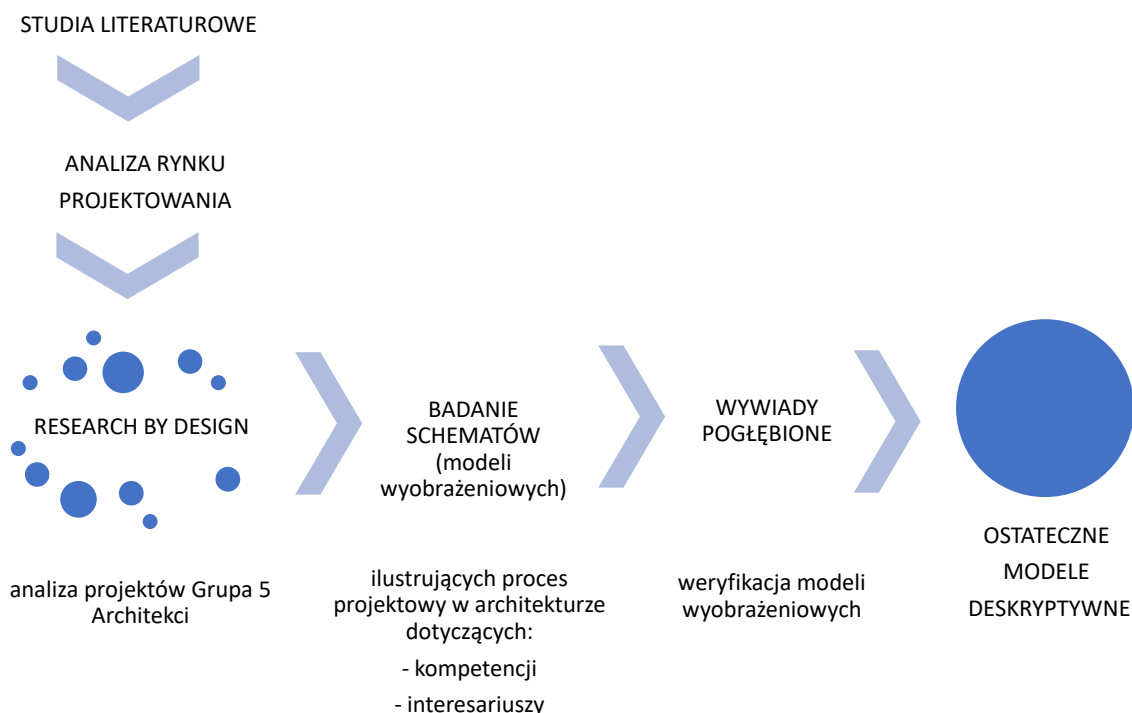 STUDIA LITERATUROWE
ANALIZA RYNKU
PROJEKTOWANIA
RESEARCH BY DESIGN
analiza projektów Grupa 5
Architekci
BADANIE
SCHEMATÓW
(modeli
wyobrażeniowych)
ilustrujących proces
projektowy w architekturze
dotyczących:
- kompetencji
- interesariuszy
WYWIADY
POGŁĘBIONE
weryfikacja modeli
wyobrażeniowych
OSTATECZNE
MODELE
DESKRYPTYWNE